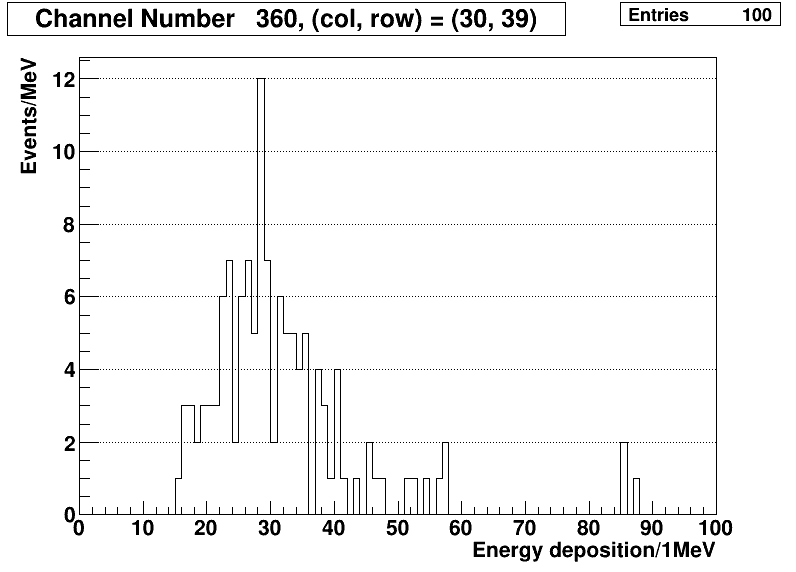 Channel Number 360, (col, row) = (30, 39)
Entries 100
Events/MeV
12
10
8
6
4
2
0
0 10 20 30 40 50 60 70 80 90 100
Energy deposition/1MeV